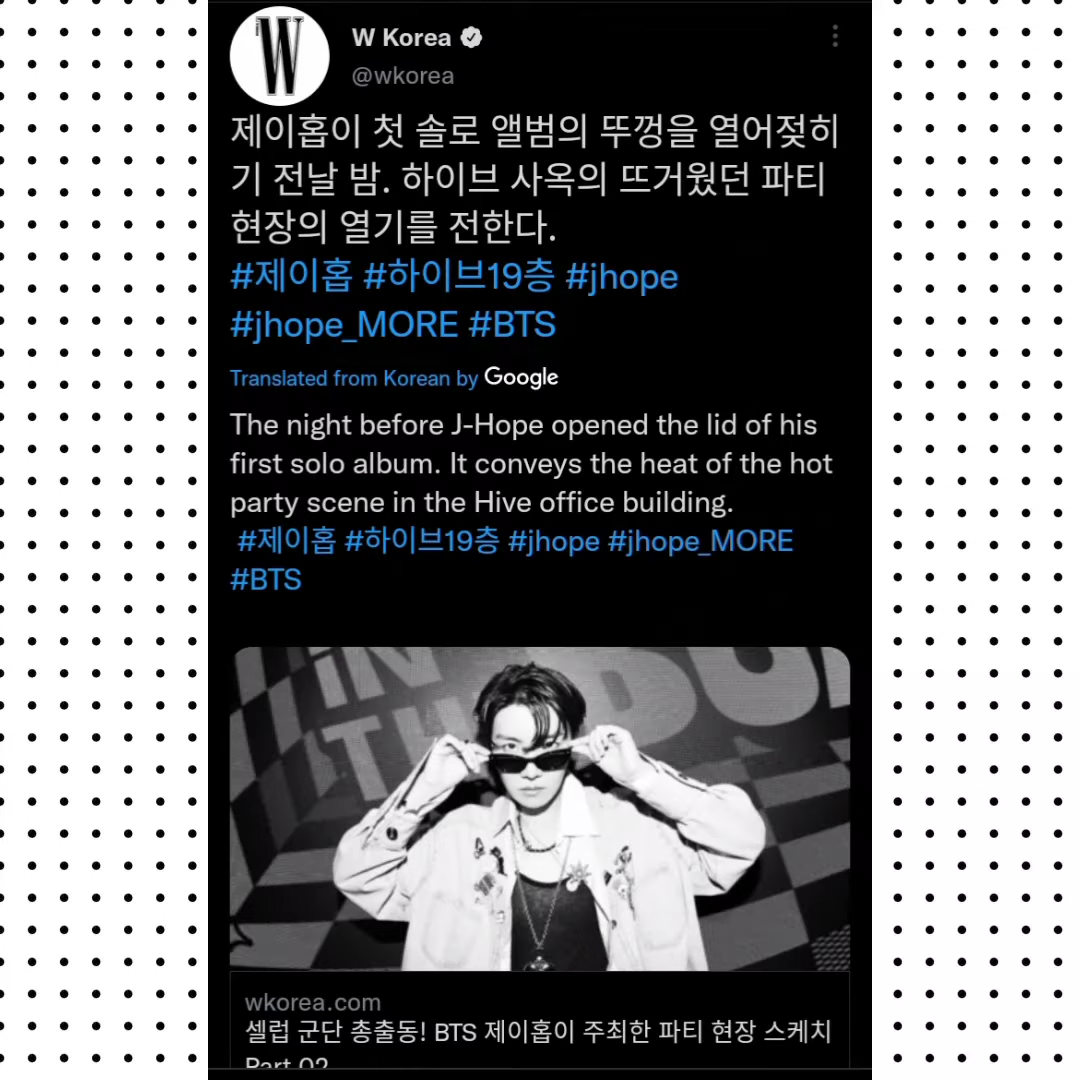 W Korea
@wkorea
제이홉이 첫 솔로 앨범의 뚜껑을 열어젖히
기 전날 밤. 하이브 사옥의 뜨거웠던 파티
현장의 열기를 전한다.
#제이홉 #하이브19층 #jhope
#jhope_MORE #BTS
Translated from Korean by Google
The night before J-Hope opened the lid of his
first solo album. It conveys the heat of the hot
party scene in the Hive office building.
#제이홉 #하이브19층 #jhope #jhope_MORE
#BTS
IN
THE BOX
wkorea.com
셀럽 군단 총출동! BTS 제이홉이 주최한 파티 현장 스케치
Part 02